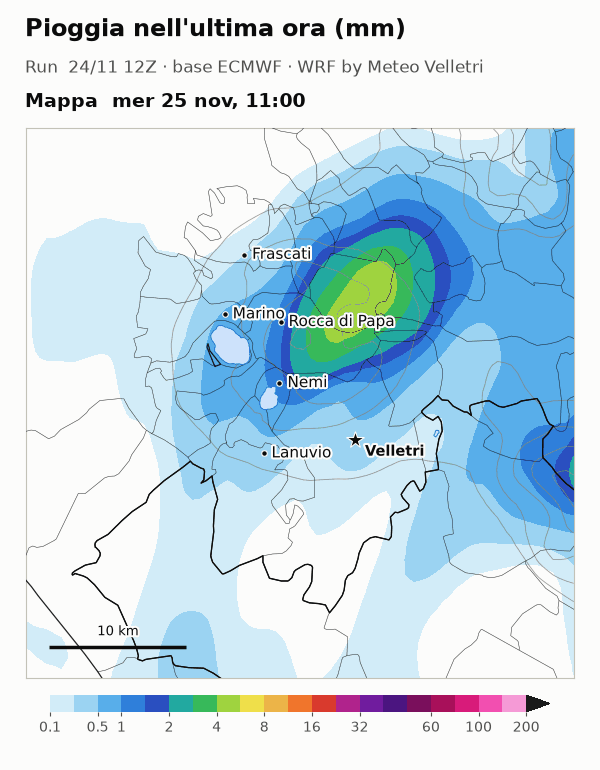 Pioggia nell'ultima ora (mm)
Run  24/11 12Z · base ECMWF · WRF by Meteo Velletri
Mappa  mer 25 nov, 11:00
Frascati
Marino
Rocca di Papa
Nemi
Velletri
Lanuvio
10 km
0.1 0.5 1 2 4 8 16 32 60 100 200